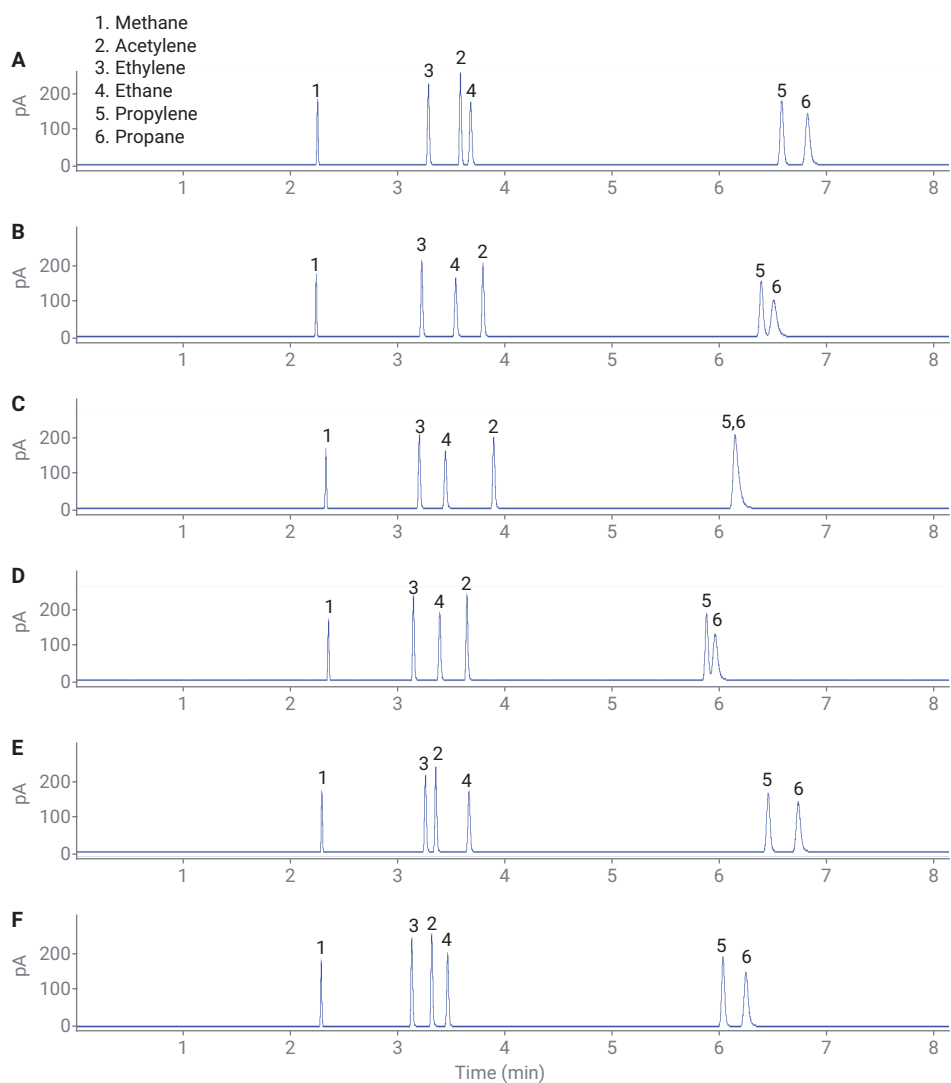 1. Methane
2. Acetylene
3. Ethylene
4. Ethane
5. Propylene
6. Propane
A
pA
200
100
0
1 3 2 4 5 6
1 2 3 4 5 6 7 8
B
pA
200
100
0
1 3 4 2 5 6
1 2 3 4 5 6 7 8
C
pA
200
100
0
1 3 4 2 5,6
1 2 3 4 5 6 7 8
D
pA
200
100
0
1 3 4 2 5 6
1 2 3 4 5 6 7 8
E
pA
200
100
0
1 3 2 4 5 6
1 2 3 4 5 6 7 8
F
pA
200
100
0
1 3 2 4 5 6
1 2 3 4 5 6 7 8
Time (min)